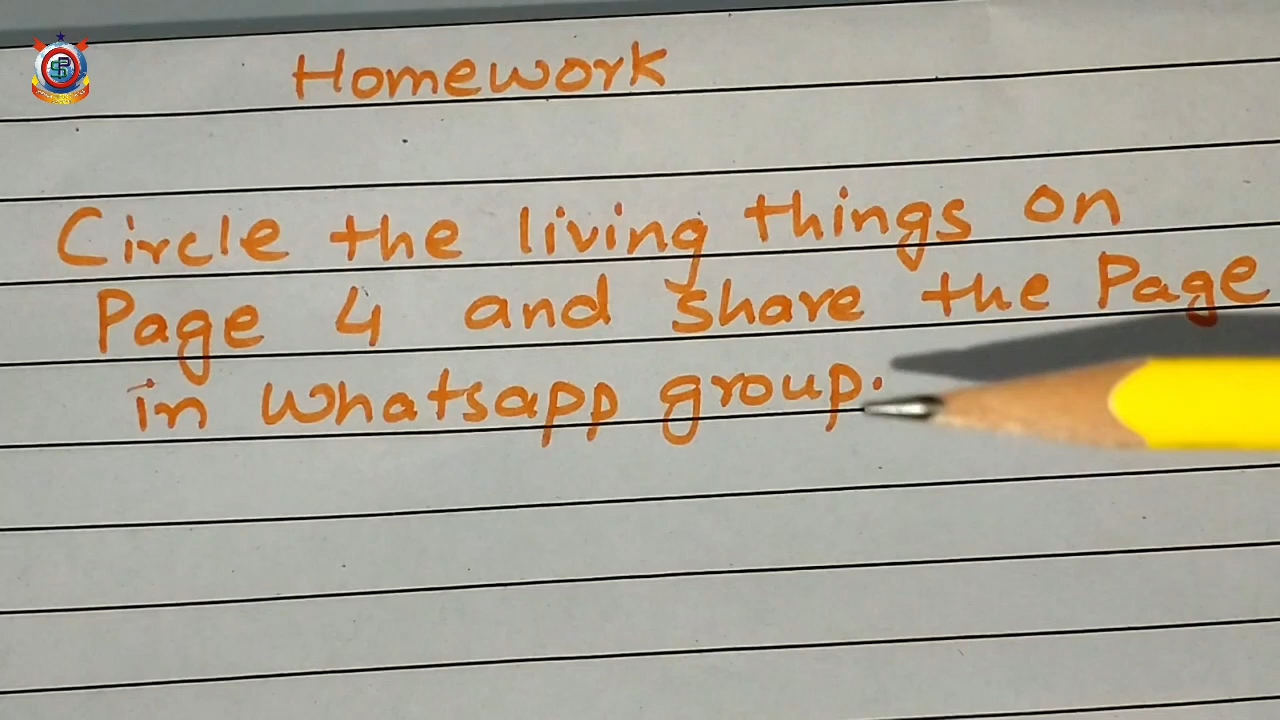 Homework
Circle the living things on
Page 4 and share the Page
in whatsapp group.